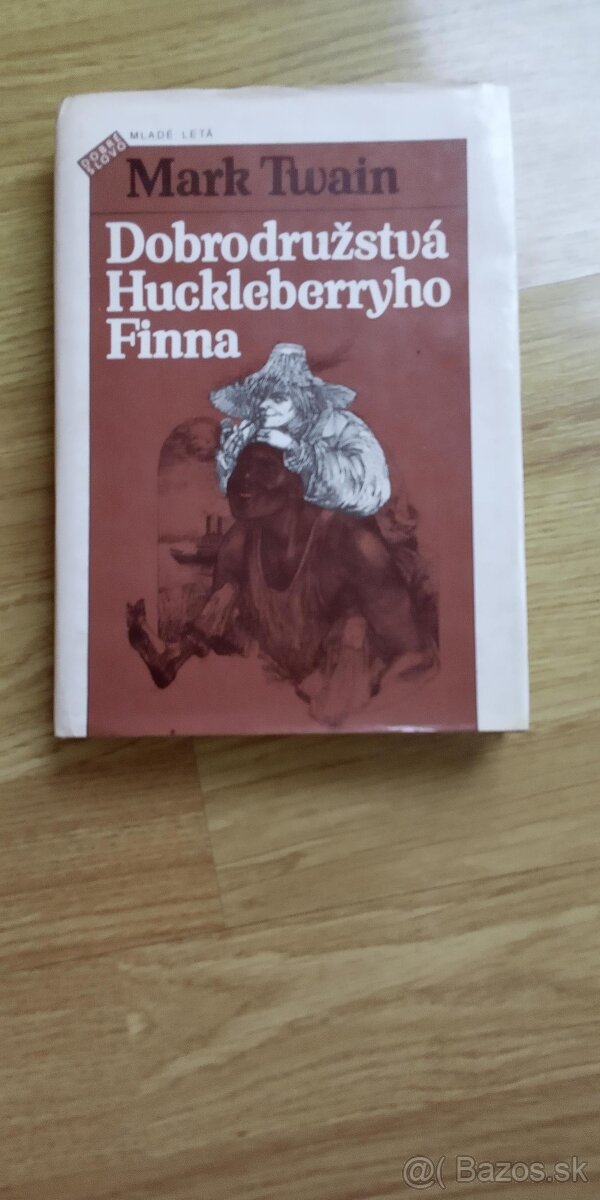 MLADÉ LETÁ
DOBRÉ
SLOVO
Mark Twain
Dobrodružstvá
Huckleberryho
Finna
@( Bazos.sk